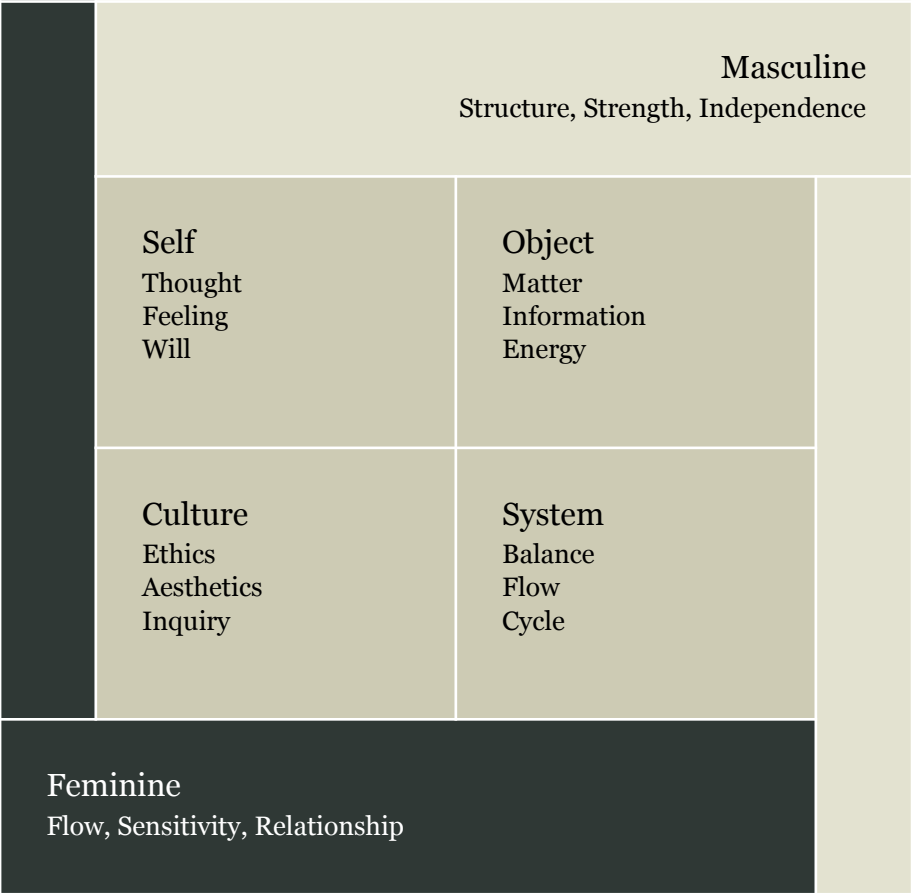 Masculine
Structure, Strength, Independence
Self
Thought
Feeling
Will
Object
Matter
Information
Energy
Culture
Ethics
Aesthetics
Inquiry
System
Balance
Flow
Cycle
Feminine
Flow, Sensitivity, Relationship